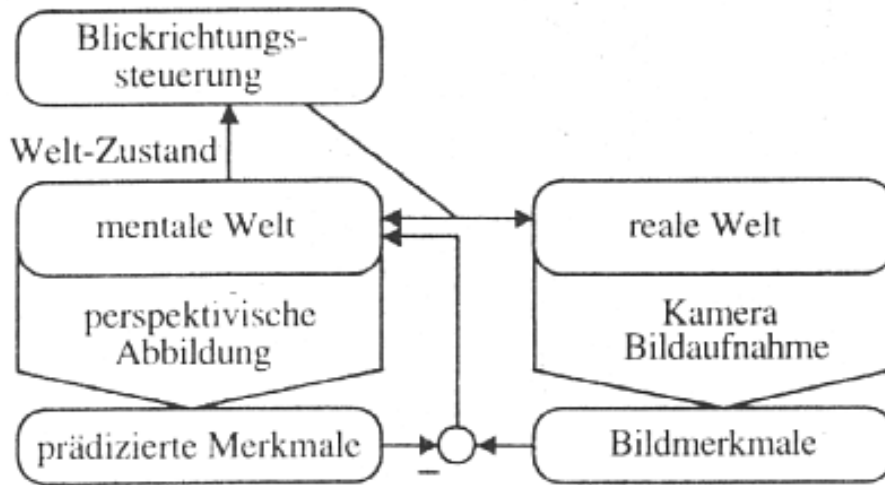 Blickrichtungs-
steuerung
Welt-Zustand
mentale Welt
reale Welt
perspektivische
Abbildung
Kamera
Bildaufnahme
prädizierte Merkmale
–
Bildmerkmale